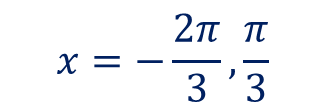 x = −2π/3, π/3